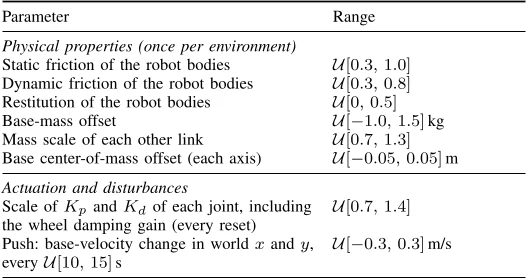 Parameter Range
Physical properties (once per environment)
Static friction of the robot bodies U[0.3, 1.0]
Dynamic friction of the robot bodies U[0.3, 0.8]
Restitution of the robot bodies U[0, 0.5]
Base-mass offset U[−1.0, 1.5] kg
Mass scale of each other link U[0.7, 1.3]
Base center-of-mass offset (each axis) U[−0.05, 0.05] m
Actuation and disturbances
Scale of Kp and Kd of each joint, including U[0.7, 1.4]
the wheel damping gain (every reset)
Push: base-velocity change in world x and y, U[−0.3, 0.3] m/s
every U[10, 15] s